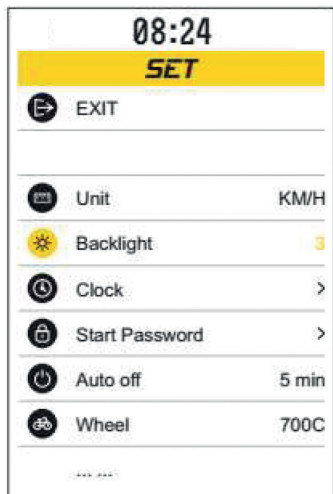 08:24
SET
EXIT
Unit KM/H
Backlight 3
Clock >
Start Password >
Auto off 5 min
Wheel 700C
... ...